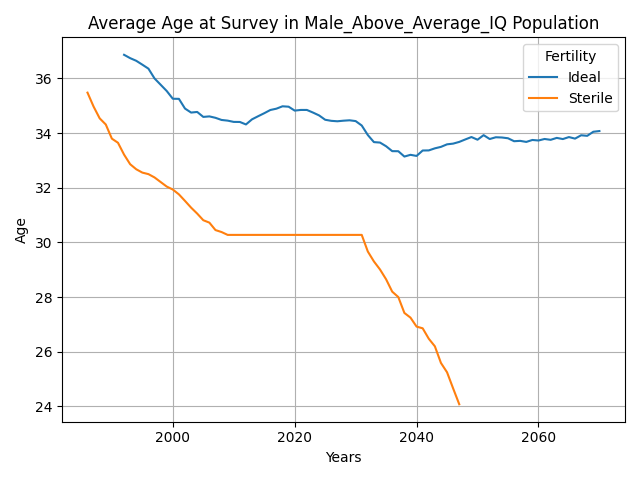 Average Age at Survey in Male_Above_Average_IQ Population
Fertility
Ideal
Sterile
Age
36
34
32
30
28
26
24
2000
2020
2040
2060
Years